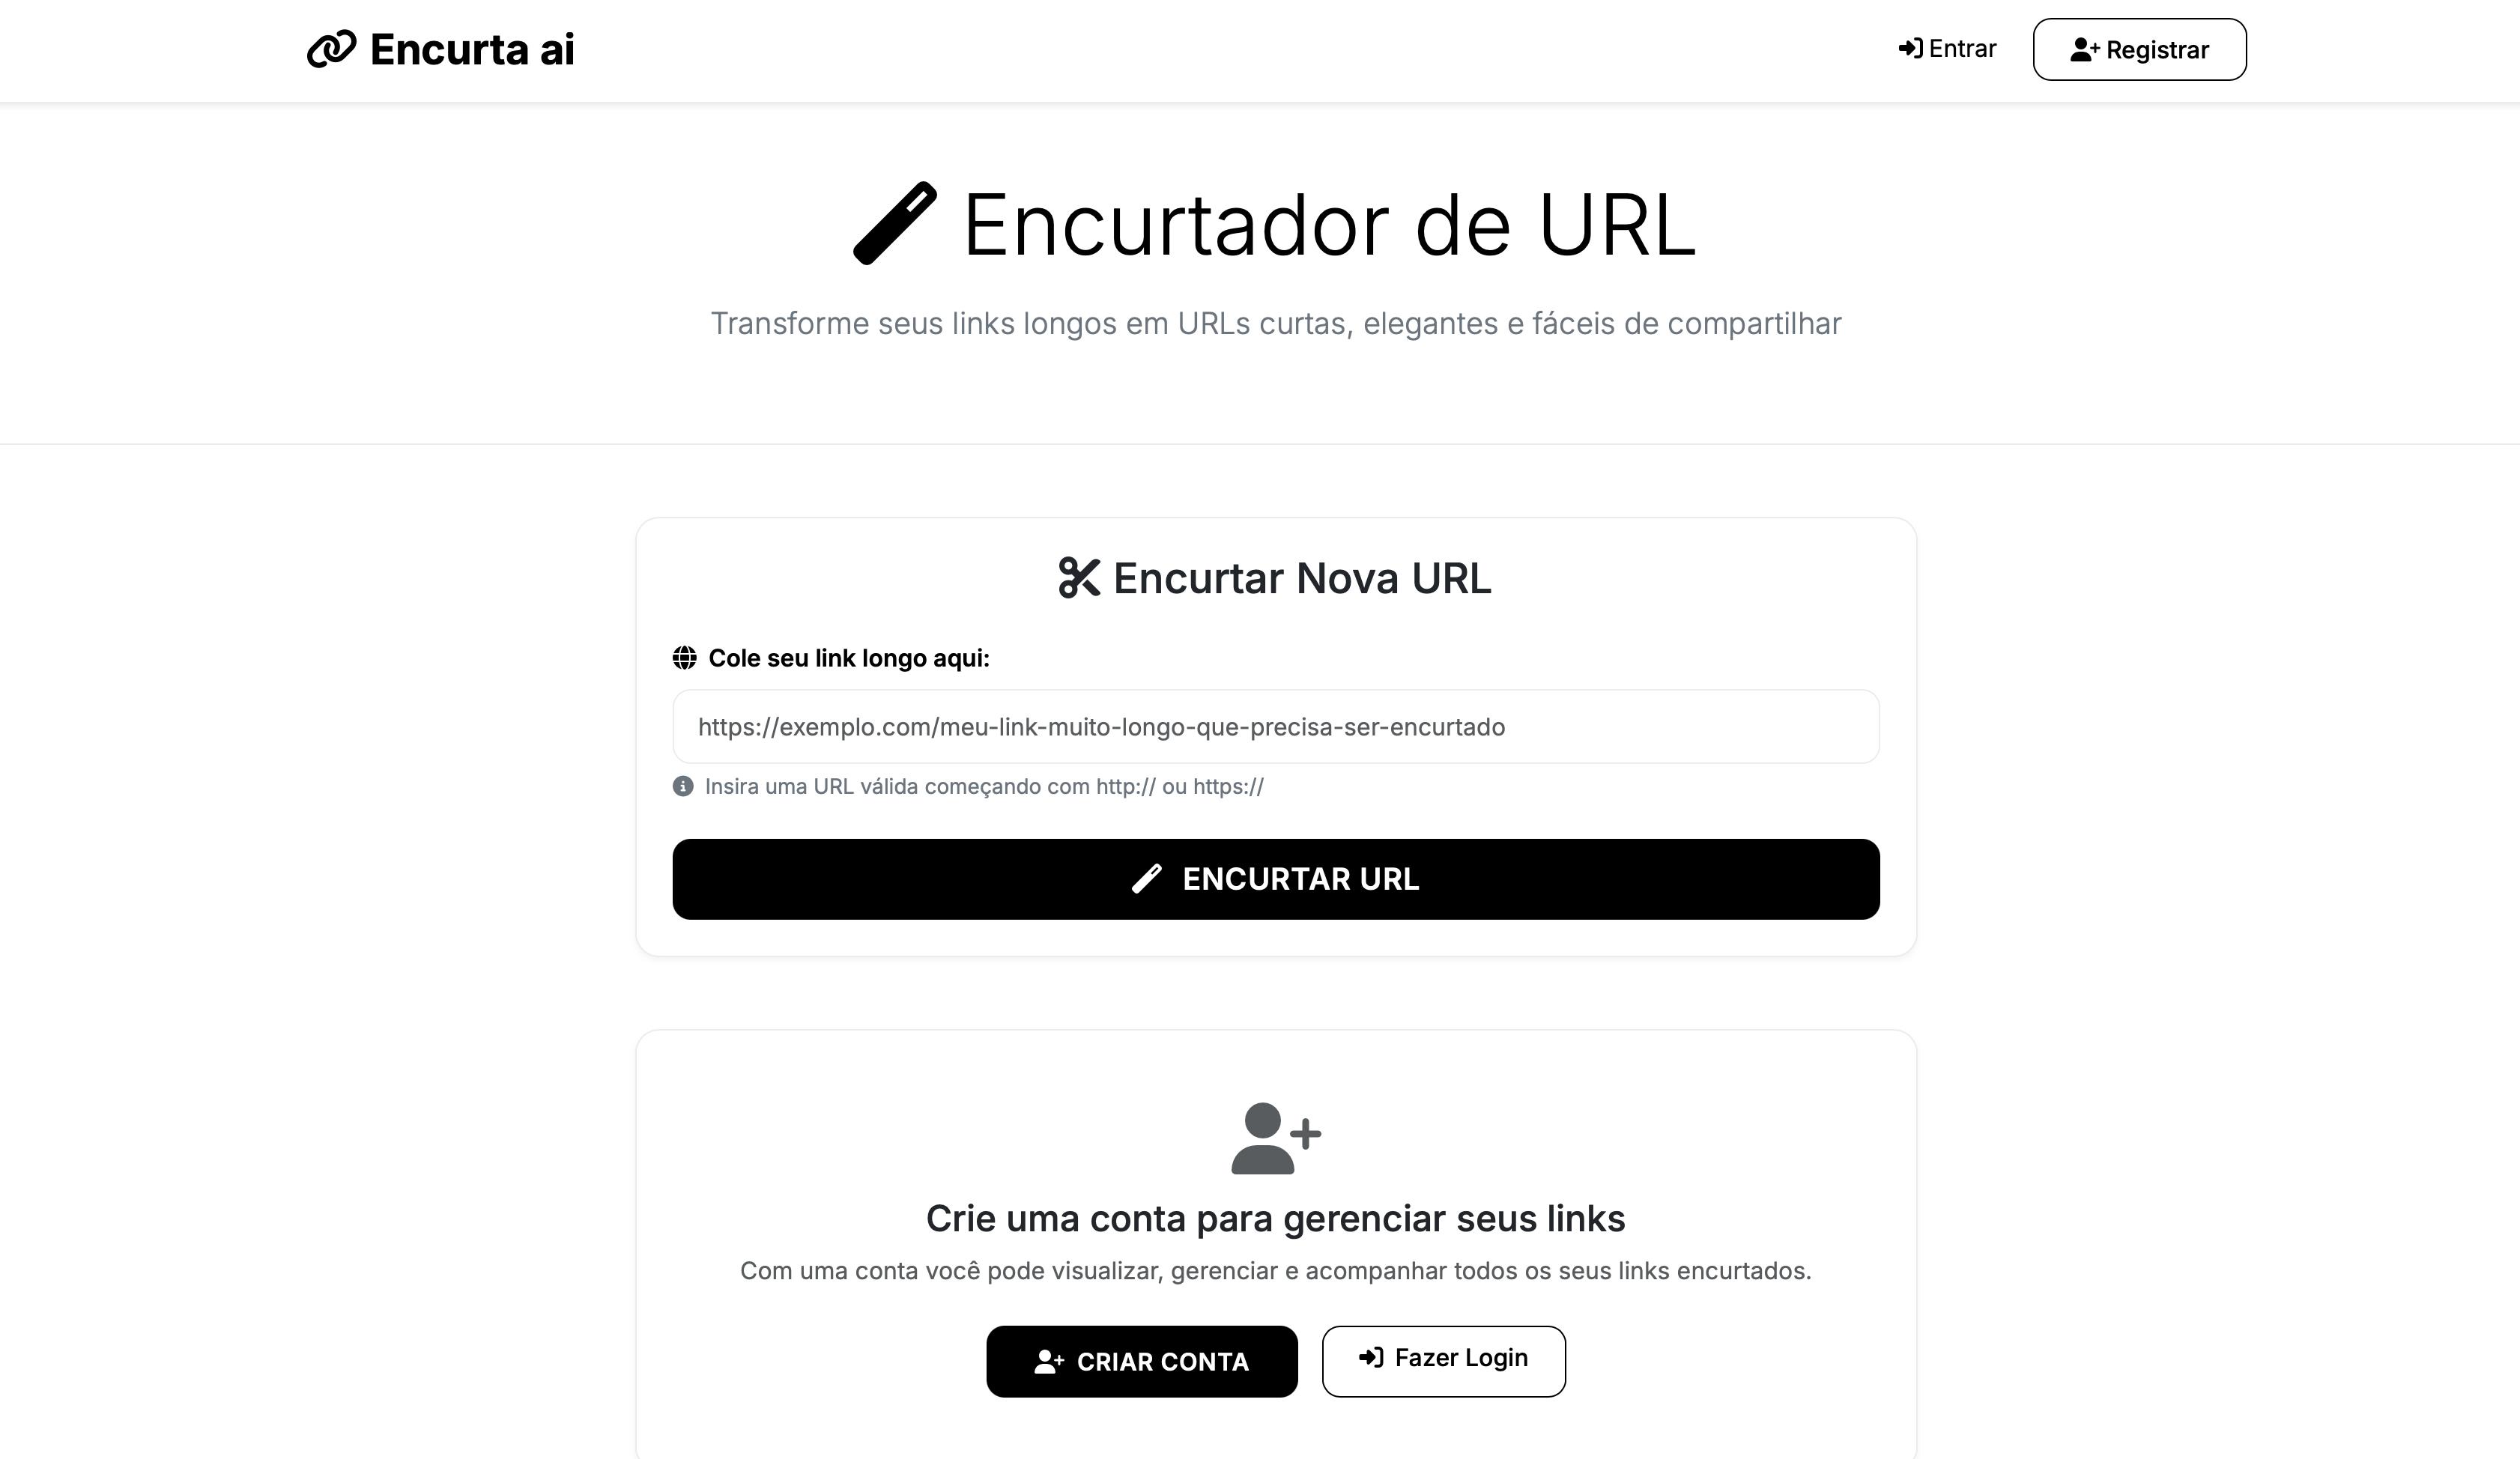 Encurta ai
Entrar
Registrar
Encurtador de URL
Transforme seus links longos em URLs curtas, elegantes e fáceis de compartilhar
Encurtar Nova URL
Cole seu link longo aqui:
https://exemplo.com/meu-link-muito-longo-que-precisa-ser-encurtado
Insira uma URL válida começando com http:// ou https://
ENCURTAR URL
Crie uma conta para gerenciar seus links
Com uma conta você pode visualizar, gerenciar e acompanhar todos os seus links encurtados.
CRIAR CONTA
Fazer Login